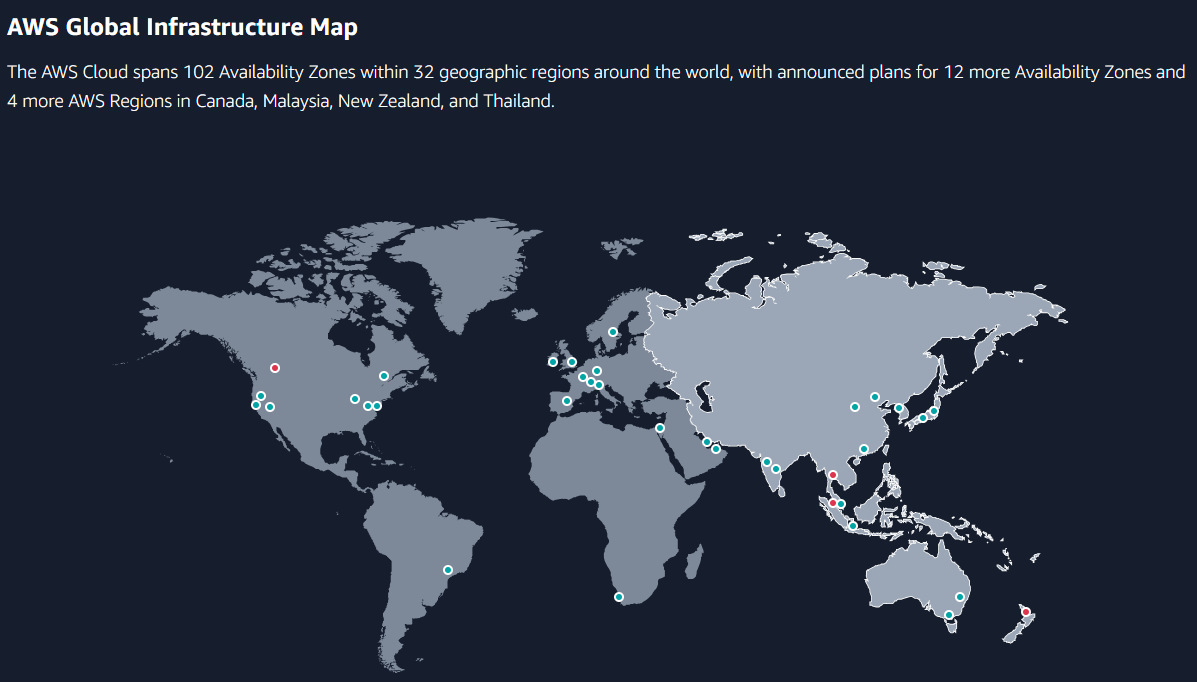 AWS Global Infrastructure Map
The AWS Cloud spans 102 Availability Zones within 32 geographic regions around the world, with announced plans for 12 more Availability Zones and
4 more AWS Regions in Canada, Malaysia, New Zealand, and Thailand.